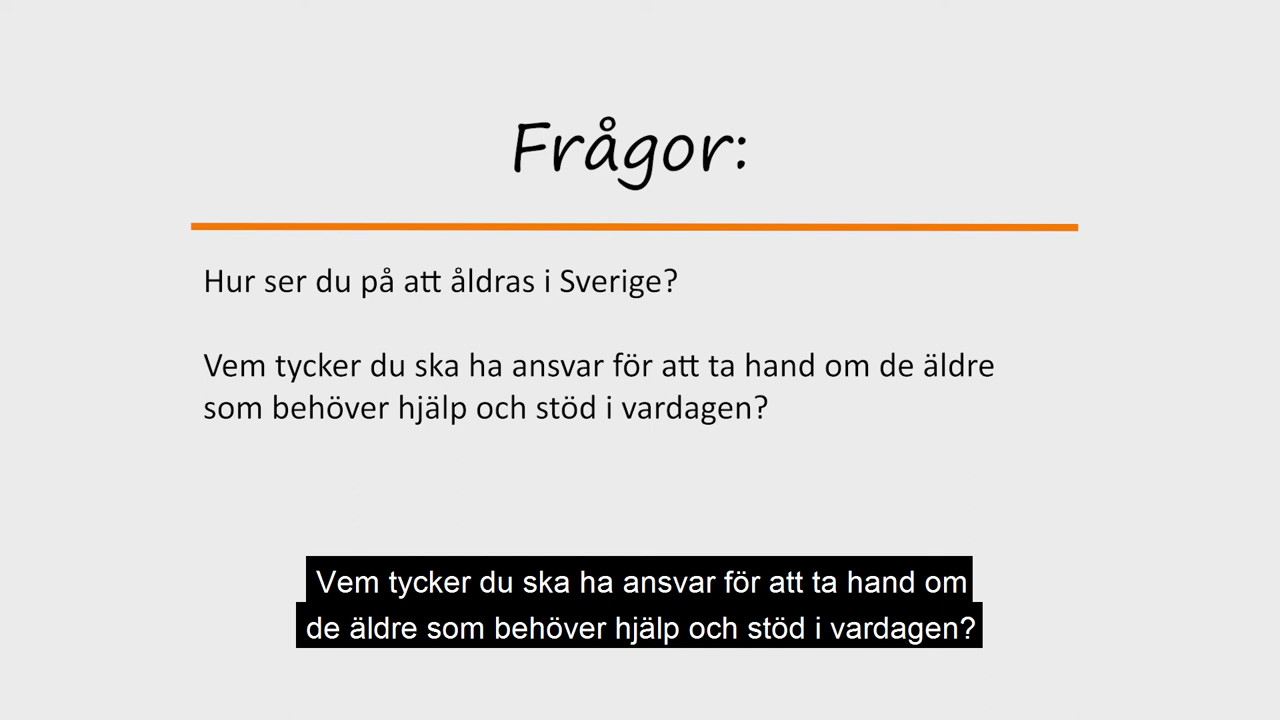 Frågor:
Hur ser du på att åldras i Sverige?
Vem tycker du ska ha ansvar för att ta hand om de äldre
som behöver hjälp och stöd i vardagen?
Vem tycker du ska ha ansvar för att ta hand om
de äldre som behöver hjälp och stöd i vardagen?